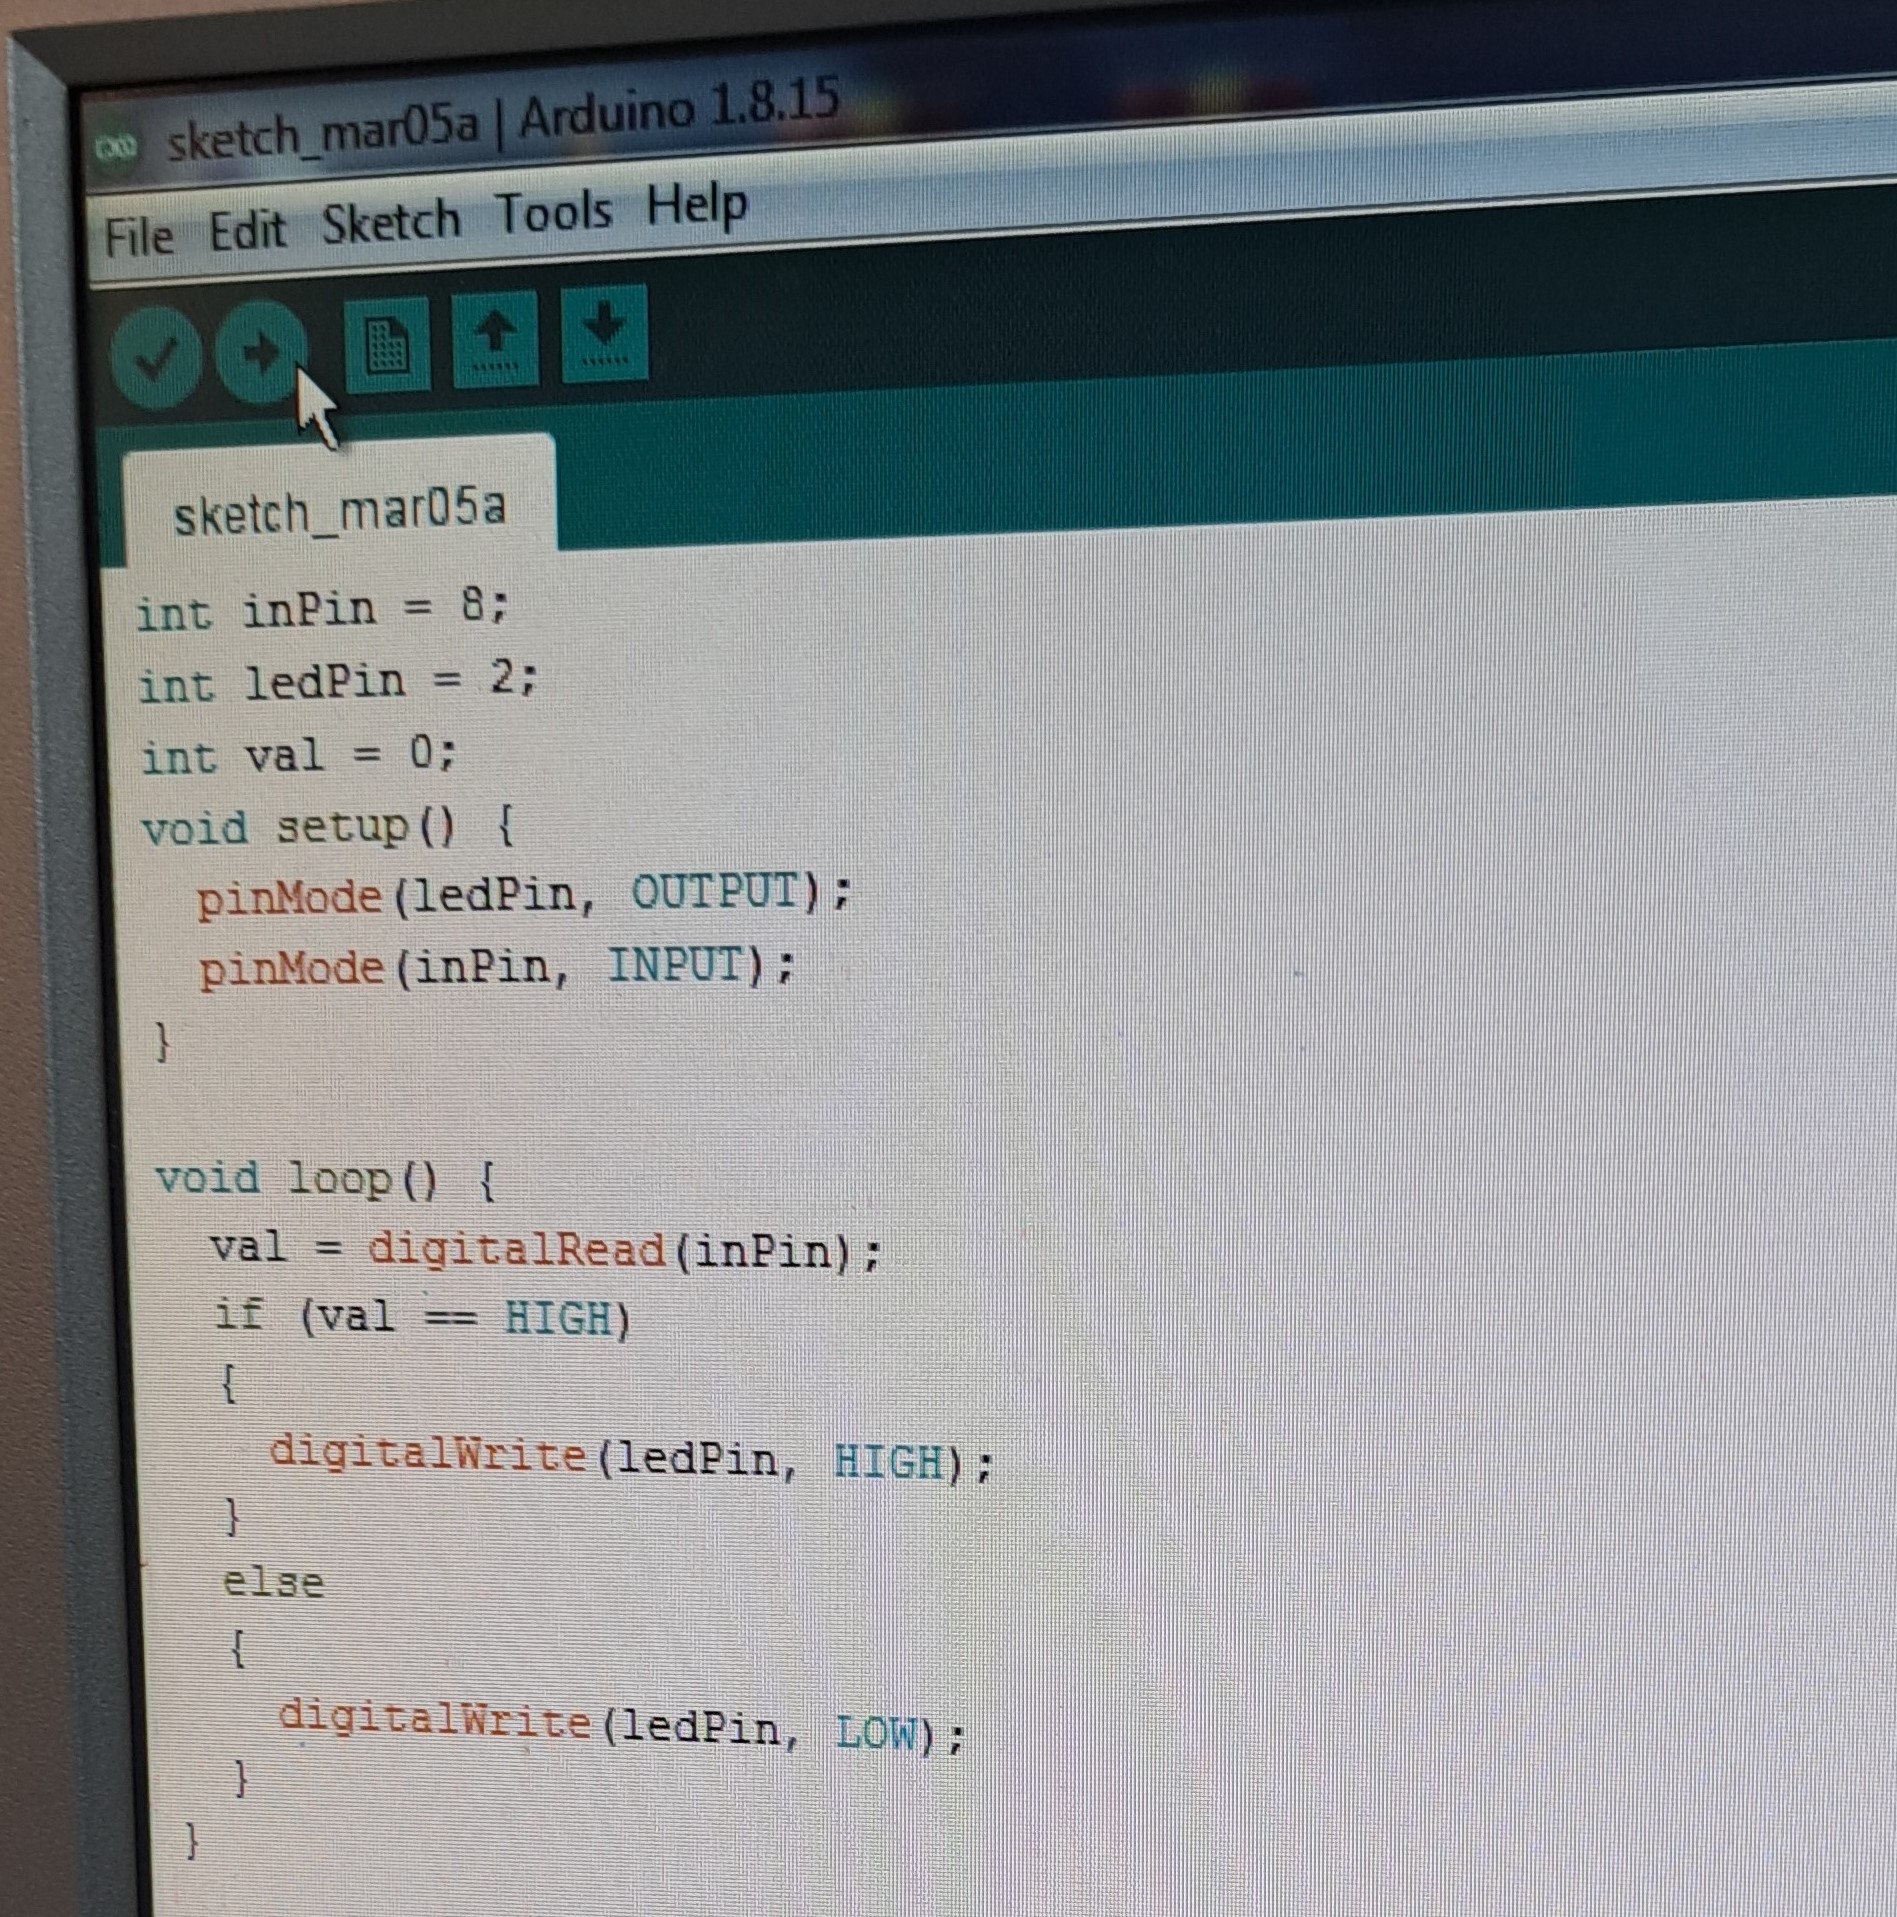 sketch_mar05a | Arduino 1.8.15
File Edit Sketch Tools Help
sketch_mar05a
int inPin = 8;
int ledPin = 2;
int val = 0;
void setup() {
  pinMode(ledPin, OUTPUT);
  pinMode(inPin, INPUT);
}
void loop() {
  val = digitalRead(inPin);
  if (val == HIGH)
  {
    digitalWrite(ledPin, HIGH);
  }
  else
  {
    digitalWrite(ledPin, LOW);
  }
}